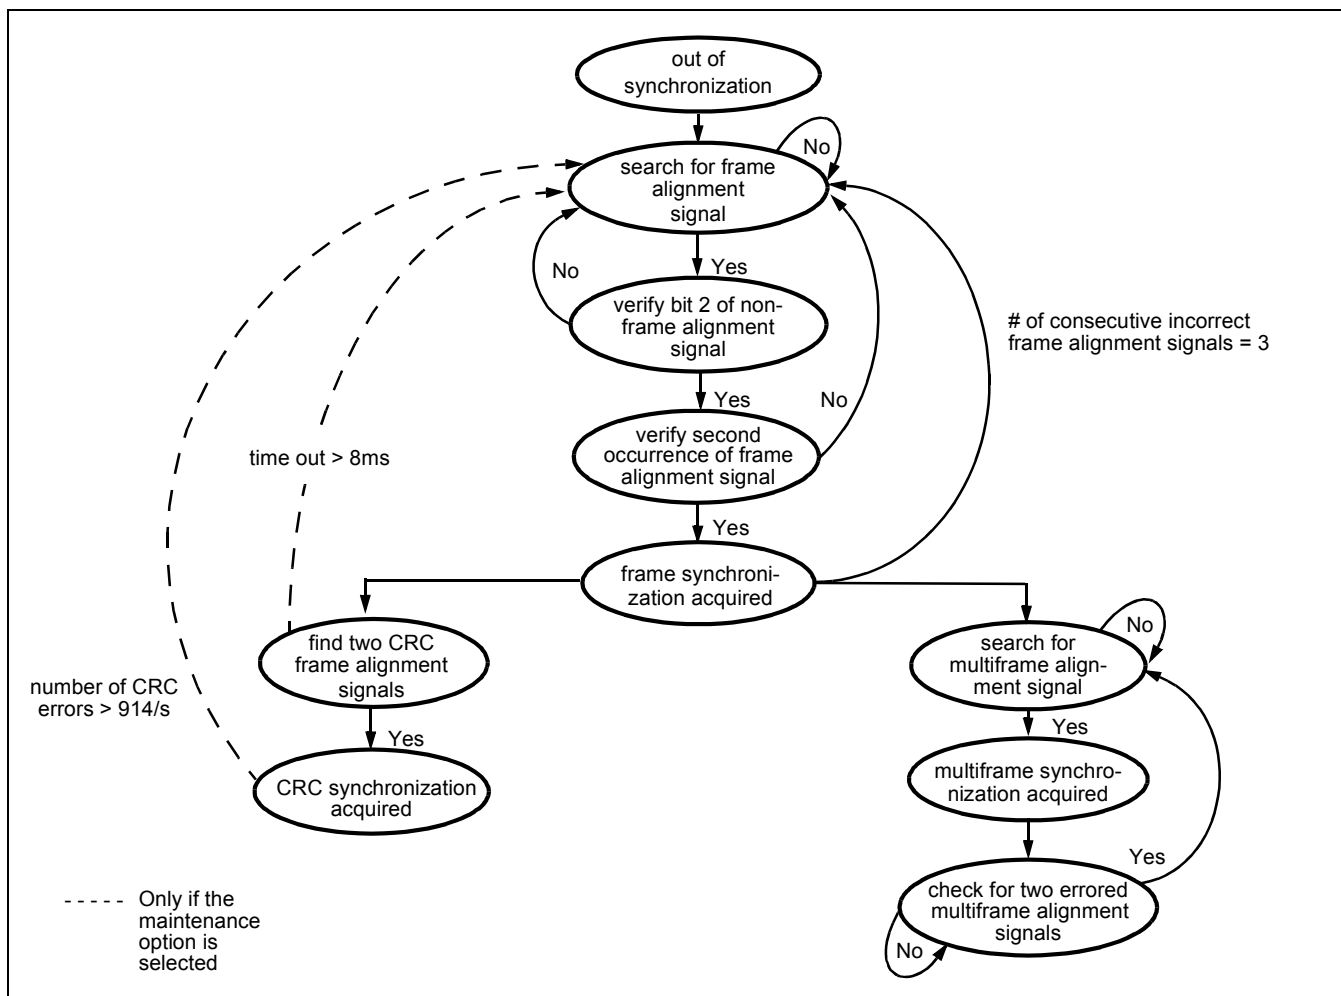 out of
synchronization
No
search for frame
alignment
signal
Yes
No
verify bit 2 of non-
frame alignment
signal
# of consecutive incorrect
frame alignment signals = 3
Yes
No
verify second
occurrence of frame
alignment signal
time out > 8ms
Yes
frame synchroni-
zation acquired
find two CRC
frame alignment
signals
No
search for
multiframe align-
ment signal
number of CRC
errors > 914/s
Yes
Yes
CRC synchronization
acquired
multiframe synchro-
nization acquired
Yes
check for two errored
multiframe alignment
signals
No
- - - - - Only if the
maintenance
option is
selected